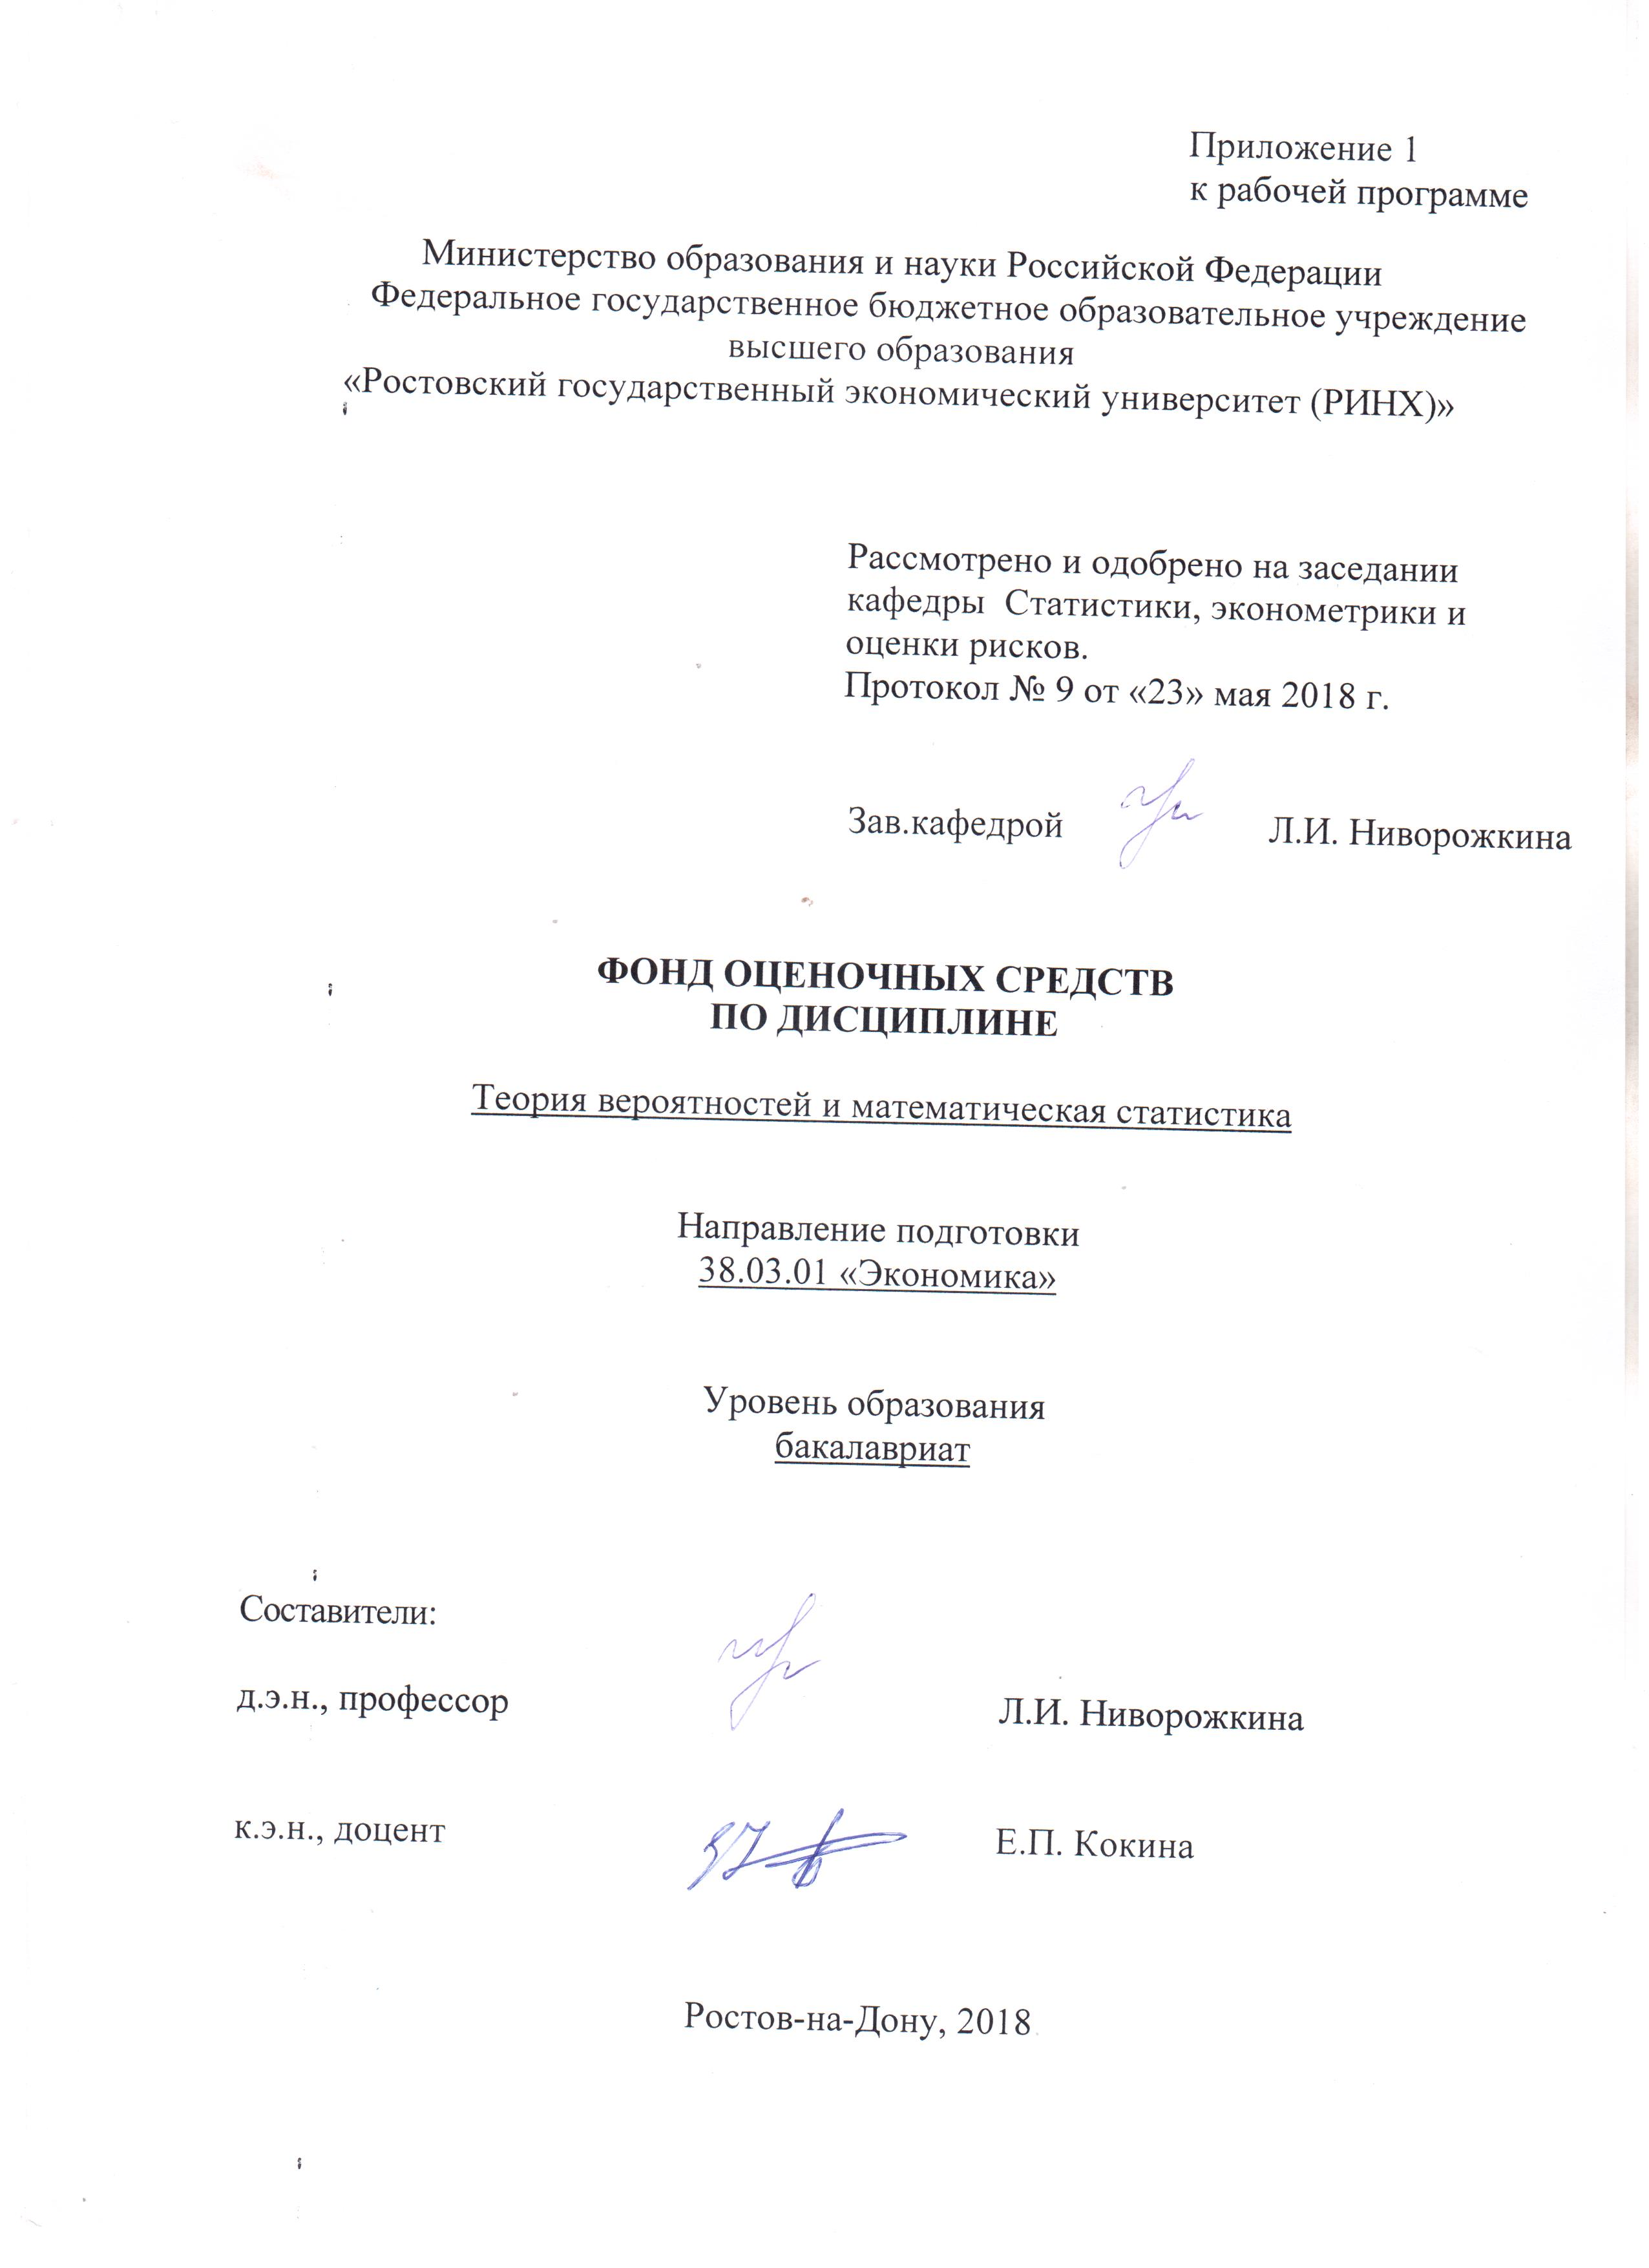 Приложение 1
к рабочей программе
Министерство образования и науки Российской Федерации
Федеральное государственное бюджетное образовательное учреждение
высшего образования
«Ростовский государственный экономический университет (РИНХ)»
Рассмотрено и одобрено на заседании
кафедры Статистики, эконометрики и
оценки рисков.
Протокол № 9 от «23» мая 2018 г.
Зав.кафедрой Л.И. Ниворожкина
ФОНД ОЦЕНОЧНЫХ СРЕДСТВ
ПО ДИСЦИПЛИНЕ
Теория вероятностей и математическая статистика
Направление подготовки
38.03.01 «Экономика»
Уровень образования
бакалавриат
Составители:
д.э.н., профессор Л.И. Ниворожкина
к.э.н., доцент Е.П. Кокина
Ростов-на-Дону, 2018